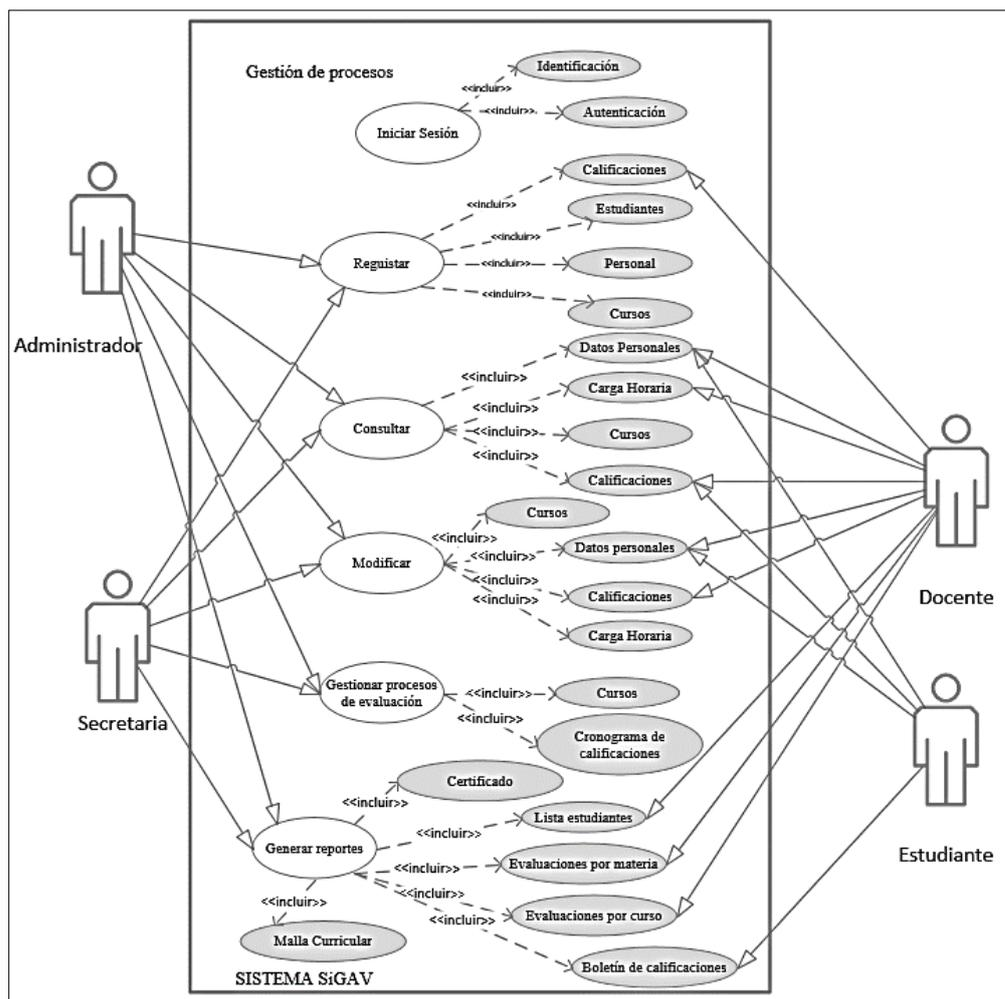 Gestión de procesos
Identificación
<<incluir>>
Iniciar Sesión
<<incluir>>
Autenticación
Calificaciones
<<incluir>>
Estudiantes
<<incluir>>
Reguistar
<<incluir>>
Personal
<<incluir>>
Cursos
Administrador
Datos Personales
<<incluir>>
Carga Horaria
<<incluir>>
Consultar
<<incluir>>
Cursos
<<incluir>>
Calificaciones
Cursos
<<incluir>>
Modificar
<<incluir>>
Datos personales
<<incluir>>
Calificaciones
<<incluir>>
Carga Horaria
Docente
Secretaria
Gestionar procesos
de evaluación
<<incluir>>
Cursos
<<incluir>>
Cronograma de
calificaciones
Certificado
<<incluir>>
Lista estudiantes
<<incluir>>
Generar reportes
<<incluir>>
Evaluaciones por materia
<<incluir>>
Evaluaciones por curso
<<incluir>>
Boletín de calificaciones
<<incluir>>
Malla Curricular
Estudiante
SISTEMA SiGAV